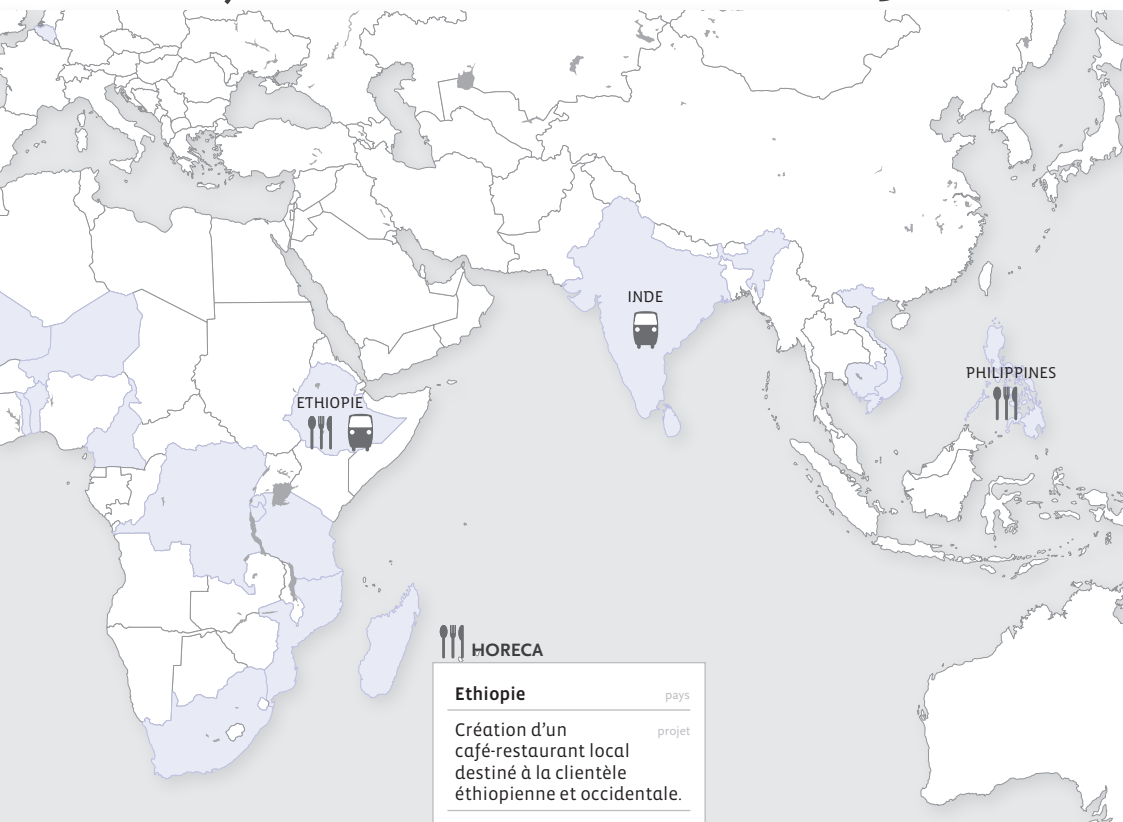 INDE
PHILIPPINES
ETHIOPIE
HORECA
Ethiopie pays
Création d’un projet
café-restaurant local
destiné à la clientèle
éthiopienne et occidentale.